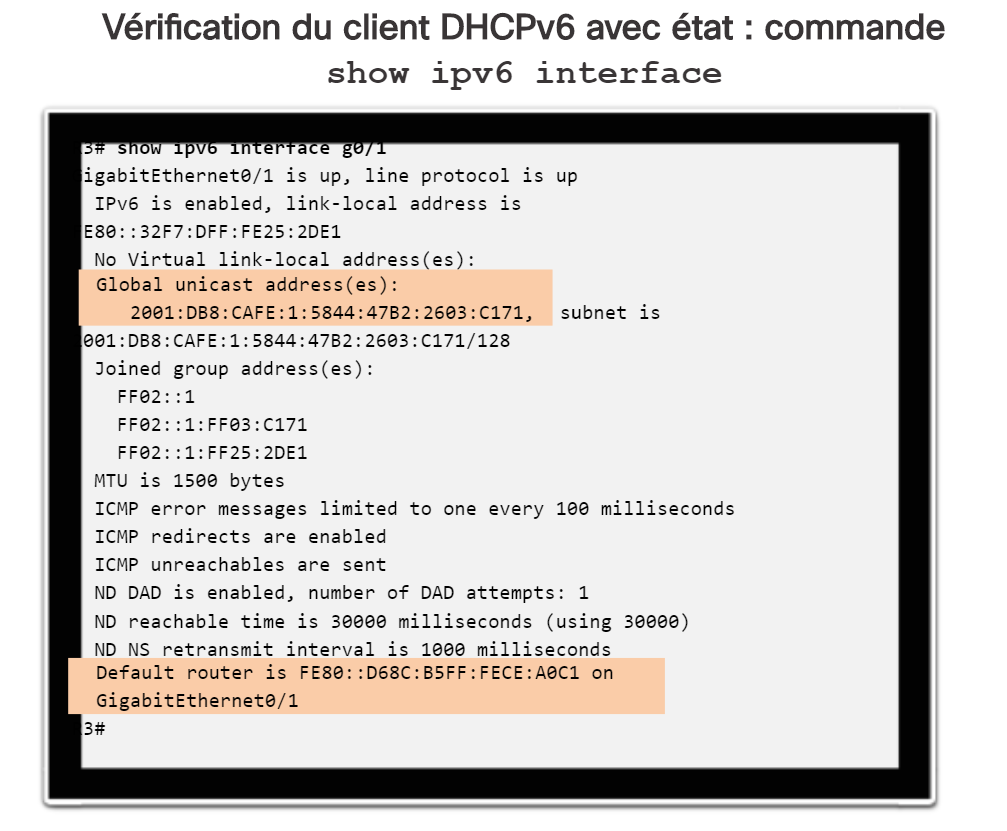 Vérification du client DHCPv6 avec état : commande
show ipv6 interface
3# show ipv6 interface g0/1
igabitEthernet0/1 is up, line protocol is up
IPv6 is enabled, link-local address is
E80::32F7:DFF:FE25:2DE1
No Virtual link-local address(es):
Global unicast address(es):
2001:DB8:CAFE:1:5844:47B2:2603:C171, subnet is
001:DB8:CAFE:1:5844:47B2:2603:C171/128
Joined group address(es):
FF02::1
FF02::1:FF03:C171
FF02::1:FF25:2DE1
MTU is 1500 bytes
ICMP error messages limited to one every 100 milliseconds
ICMP redirects are enabled
ICMP unreachables are sent
ND DAD is enabled, number of DAD attempts: 1
ND reachable time is 30000 milliseconds (using 30000)
ND NS retransmit interval is 1000 milliseconds
Default router is FE80::D68C:B5FF:FECE:A0C1 on
GigabitEthernet0/1
3#